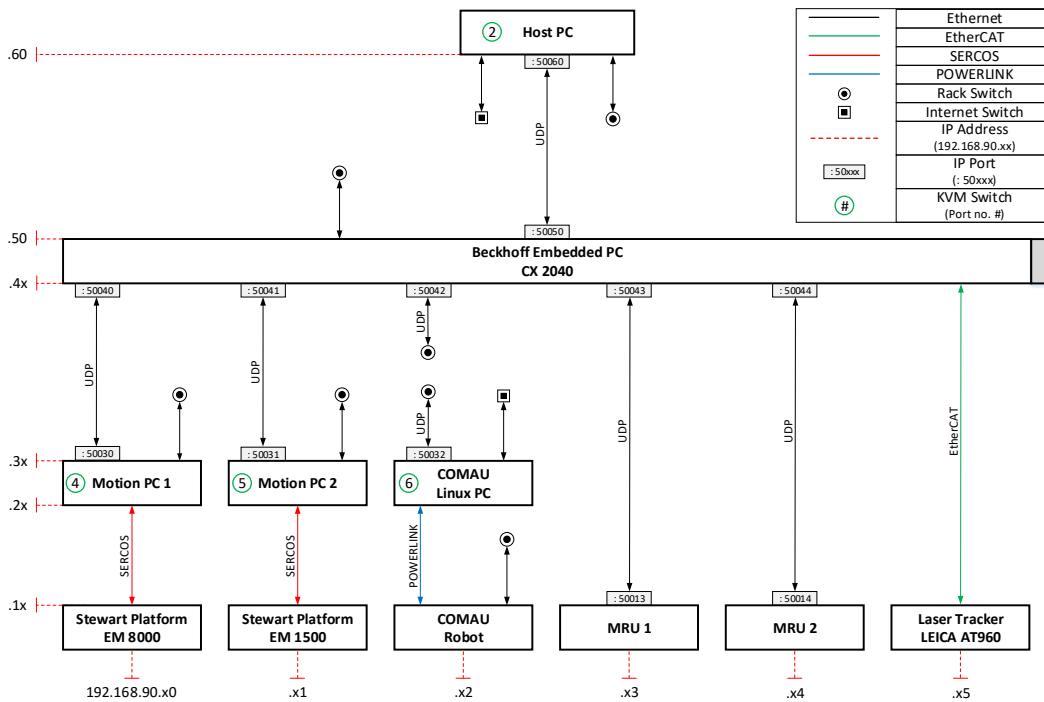 2 Host PC
.60
: 50060
UDP
Ethernet
EtherCAT
SERCOS
POWERLINK
Rack Switch
Internet Switch
IP Address
(192.168.90.xx)
: 50xxx
IP Port
(: 50xxx)
#
KVM Switch
(Port no. #)
: 50050
.50
Beckhoff Embedded PC
CX 2040
.4x
: 50040
: 50041
: 50042
: 50043
: 50044
UDP
UDP
UDP
UDP
UDP
UDP
EtherCAT
: 50030
: 50031
: 50032
.3x
4 Motion PC 1
5 Motion PC 2
6 COMAU
Linux PC
.2x
SERCOS
SERCOS
POWERLINK
: 50013
: 50014
.1x
Stewart Platform
EM 8000
Stewart Platform
EM 1500
COMAU
Robot
MRU 1
MRU 2
Laser Tracker
LEICA AT960
192.168.90.x0
.x1
.x2
.x3
.x4
.x5